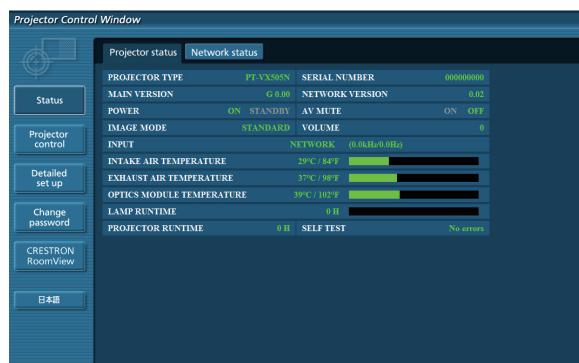 Projector Control Window
Projector status Network status
PROJECTOR TYPE PT-VX505N SERIAL NUMBER 000000000
MAIN VERSION G 0.00 NETWORK VERSION 0.02
POWER ON STANDBY AV MUTE ON OFF
IMAGE MODE STANDARD VOLUME 0
INPUT NETWORK (0.0kHz/0.0Hz)
INTAKE AIR TEMPERATURE 29°C / 84°F
EXHAUST AIR TEMPERATURE 37°C / 98°F
OPTICS MODULE TEMPERATURE 39°C / 102°F
LAMP RUNTIME 0 H
PROJECTOR RUNTIME 0 H SELF TEST No errors
Status
Projector
control
Detailed
set up
Change
password
CRESTRON
RoomView
日本語